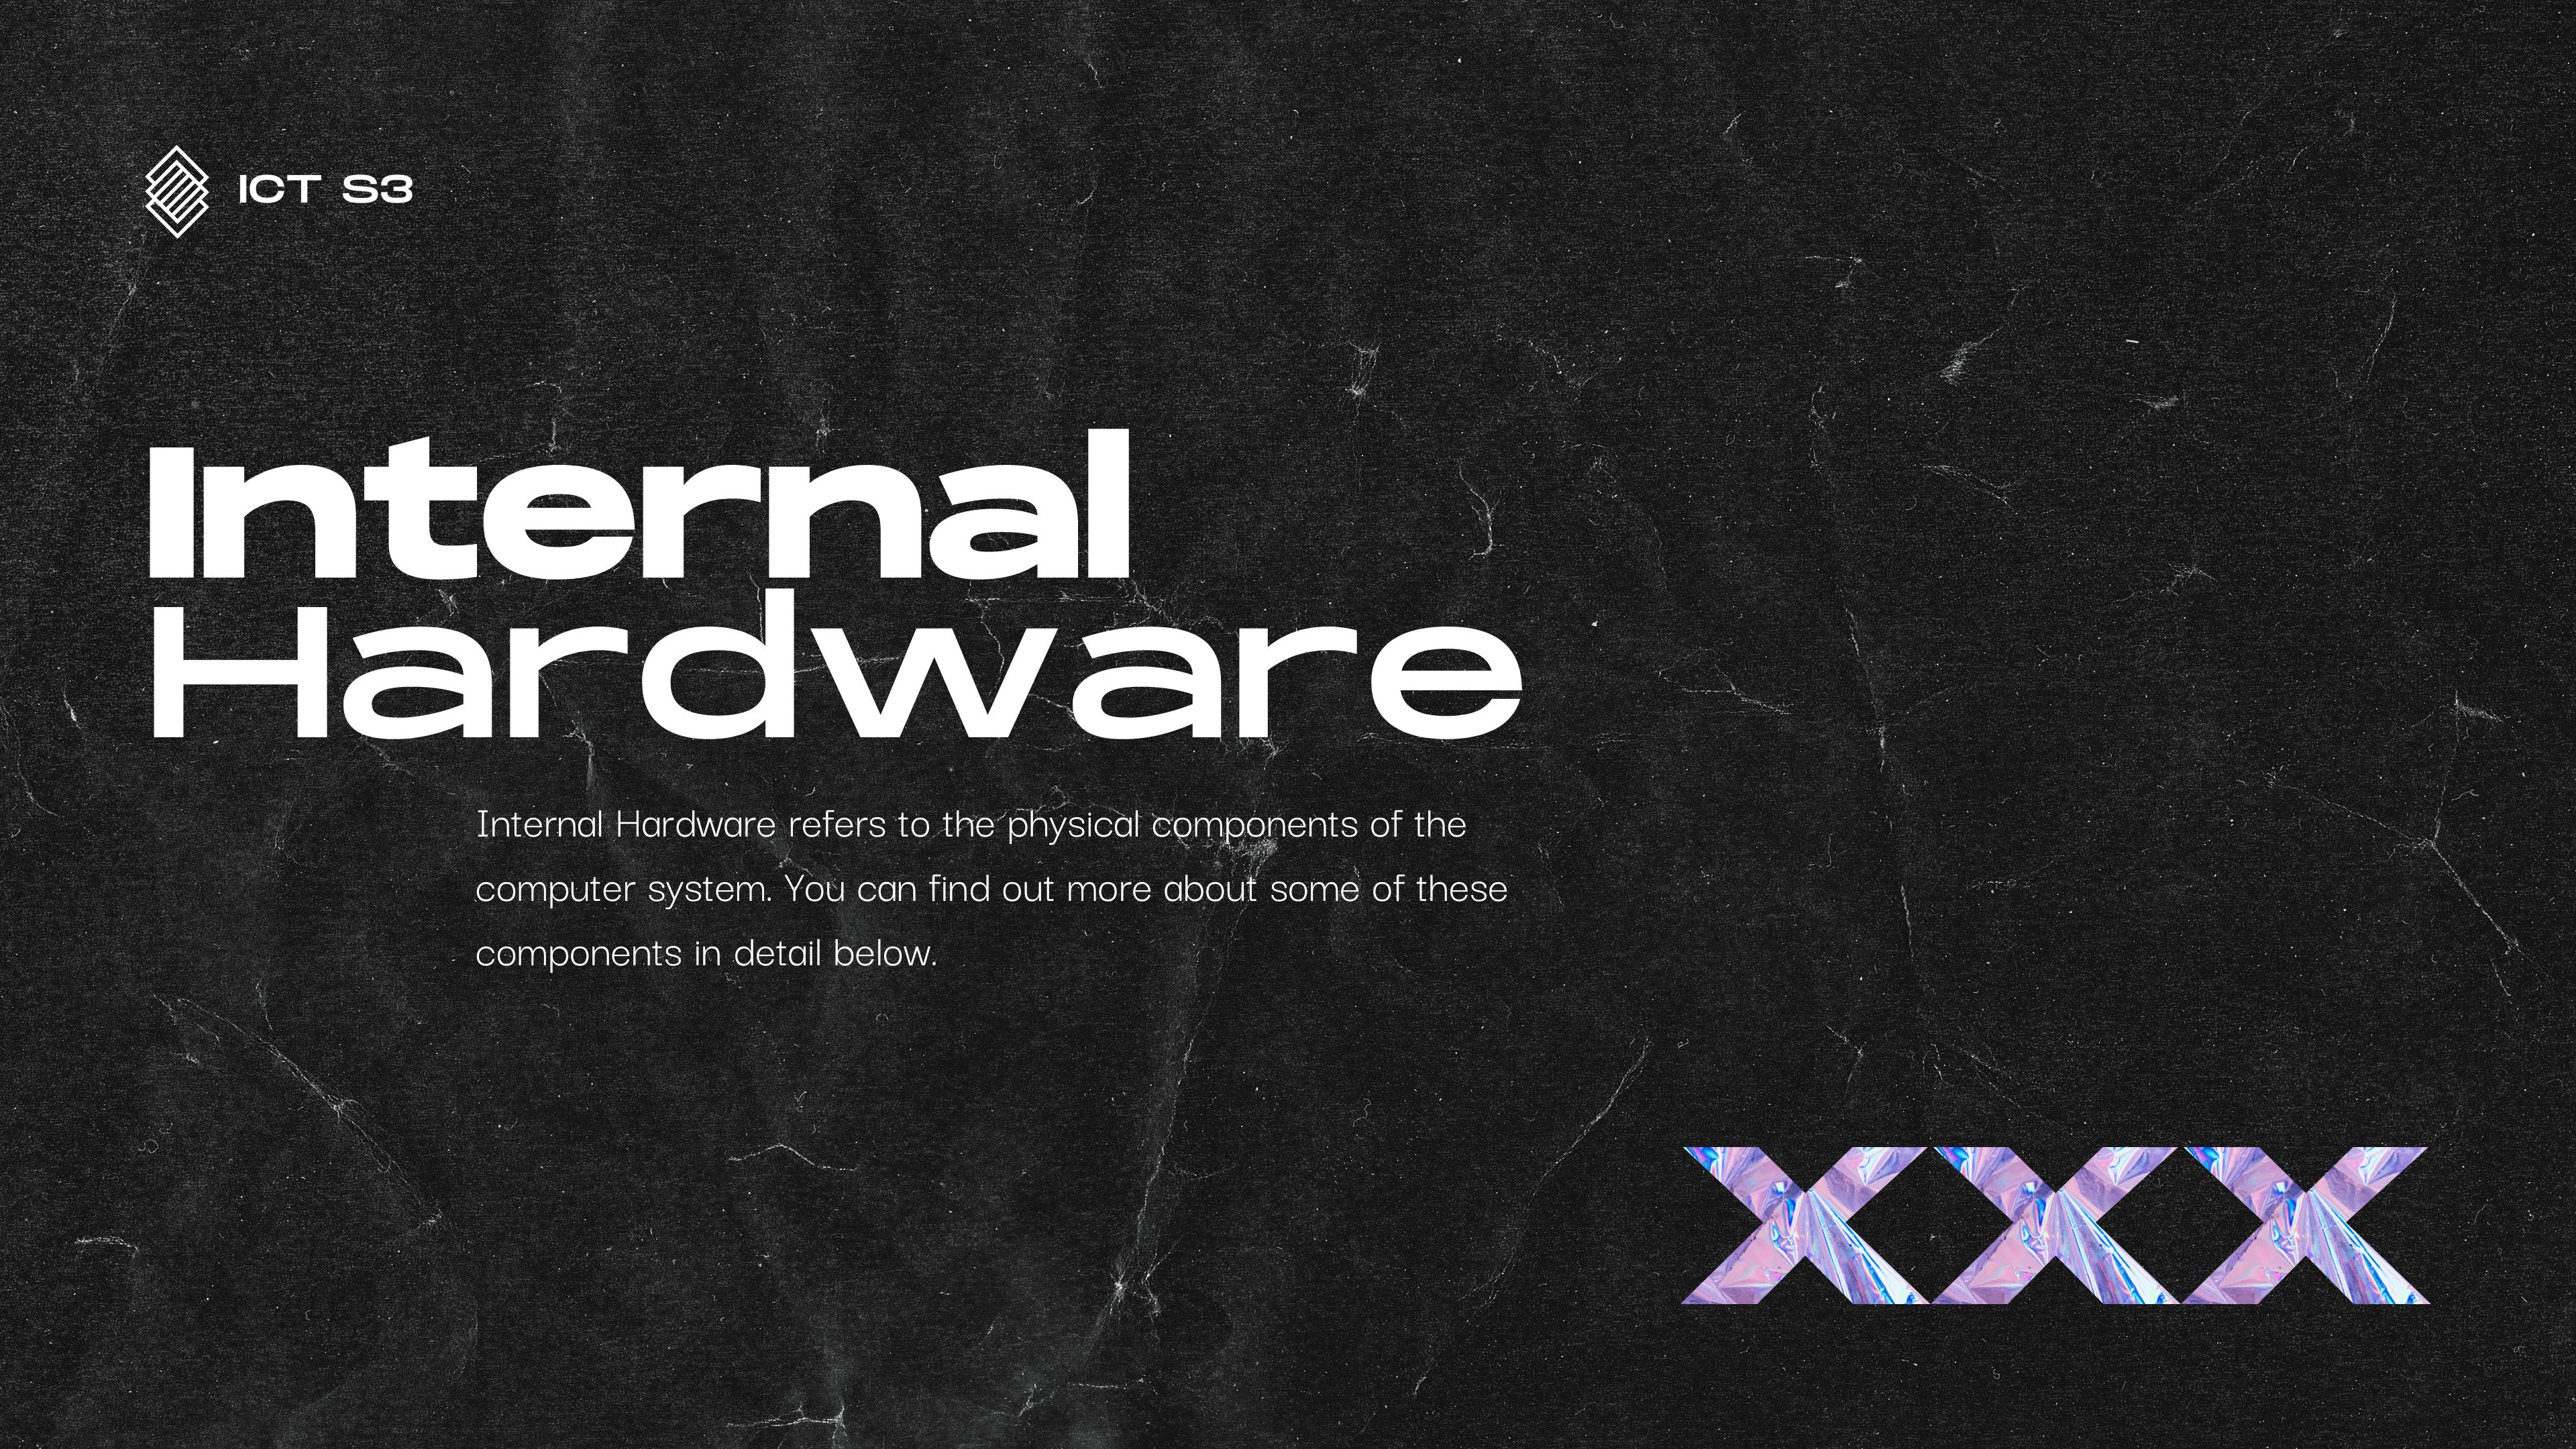 ICT S3
Internal
Hardware
Internal Hardware refers to the physical components of the
computer system. You can find out more about some of these
components in detail below.
XXX